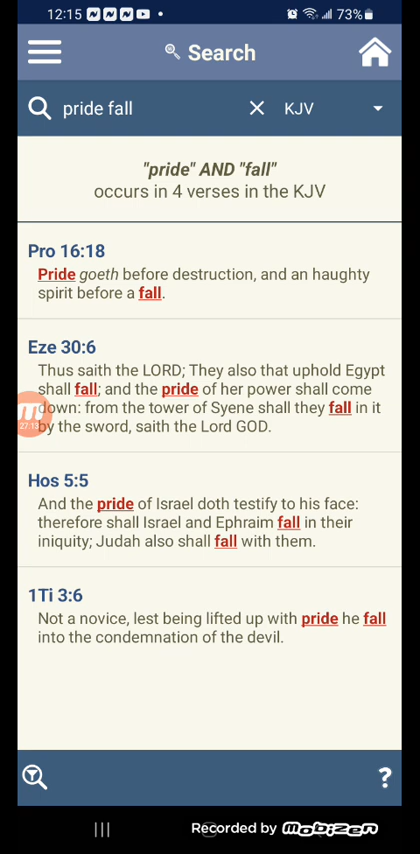 12:15 73%
Search
pride fall KJV
"pride" AND "fall"
occurs in 4 verses in the KJV
Pro 16:18
Pride goeth before destruction, and an haughty
spirit before a fall.
Eze 30:6
Thus saith the LORD; They also that uphold Egypt
shall fall; and the pride of her power shall come
down: from the tower of Syene shall they fall in it
by the sword, saith the Lord GOD.
27:13
Hos 5:5
And the pride of Israel doth testify to his face:
therefore shall Israel and Ephraim fall in their
iniquity; Judah also shall fall with them.
1Ti 3:6
Not a novice, lest being lifted up with pride he fall
into the condemnation of the devil.
?
Recorded by mobizen